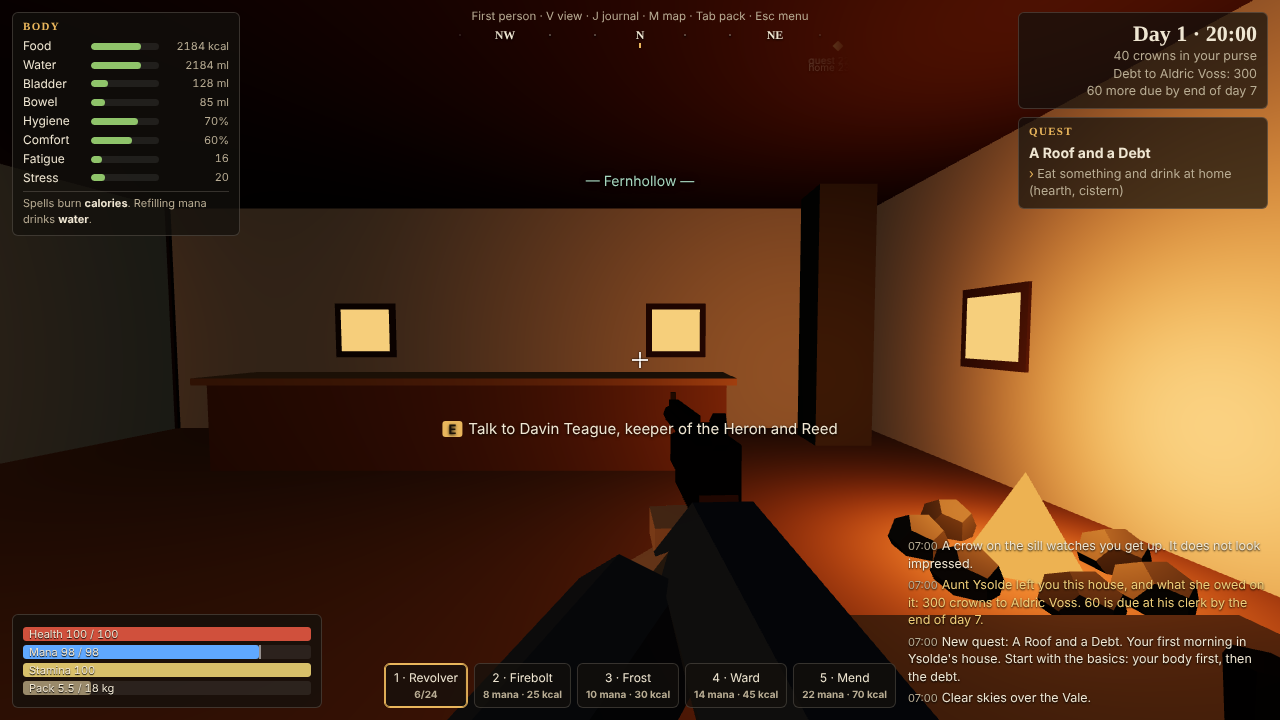 BODY
Food 2184 kcal
Water 2184 ml
Bladder 128 ml
Bowel 85 ml
Hygiene 70%
Comfort 60%
Fatigue 16
Stress 20
Spells burn calories. Refilling mana
drinks water.
First person · V view · J journal · M map · Tab pack · Esc menu
NW N NE
Day 1 · 20:00
40 crowns in your purse
Debt to Aldric Voss: 300
60 more due by end of day 7
QUEST
A Roof and a Debt
› Eat something and drink at home
(hearth, cistern)
— Fernhollow —
E Talk to Davin Teague, keeper of the Heron and Reed
07:00 A crow on the sill watches you get up. It does not look
impressed.
07:00 Aunt Ysolde left you this house, and what she owed on
it: 300 crowns to Aldric Voss. 60 is due at his clerk by the
end of day 7.
07:00 New quest: A Roof and a Debt. Your first morning in
Ysolde's house. Start with the basics: your body first, then
the debt.
07:00 Clear skies over the Vale.
Health 100 / 100
Mana 98 / 98
Stamina 100
Pack 5.5 / 18 kg
1 · Revolver
6/24
2 · Firebolt
8 mana · 25 kcal
3 · Frost
10 mana · 30 kcal
4 · Ward
14 mana · 45 kcal
5 · Mend
22 mana · 70 kcal